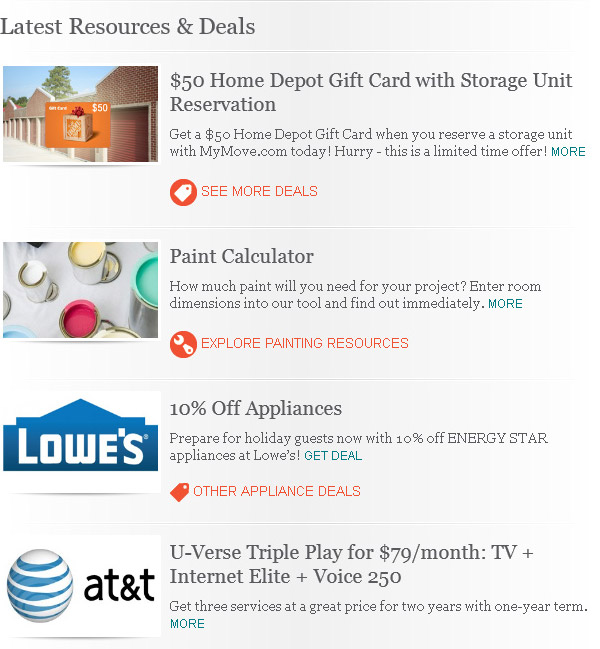 Latest Resources & Deals
Gift Card
$50
$50 Home Depot Gift Card with Storage Unit
Reservation
Get a $50 Home Depot Gift Card when you reserve a storage unit
with MyMove.com today! Hurry - this is a limited time offer! MORE
SEE MORE DEALS
Paint Calculator
How much paint will you need for your project? Enter room
dimensions into our tool and find out immediately. MORE
EXPLORE PAINTING RESOURCES
LOWE'S®
10% Off Appliances
Prepare for holiday guests now with 10% off ENERGY STAR
appliances at Lowe's! GET DEAL
OTHER APPLIANCE DEALS
at&t
U-Verse Triple Play for $79/month: TV +
Internet Elite + Voice 250
Get three services at a great price for two years with one-year term.
MORE